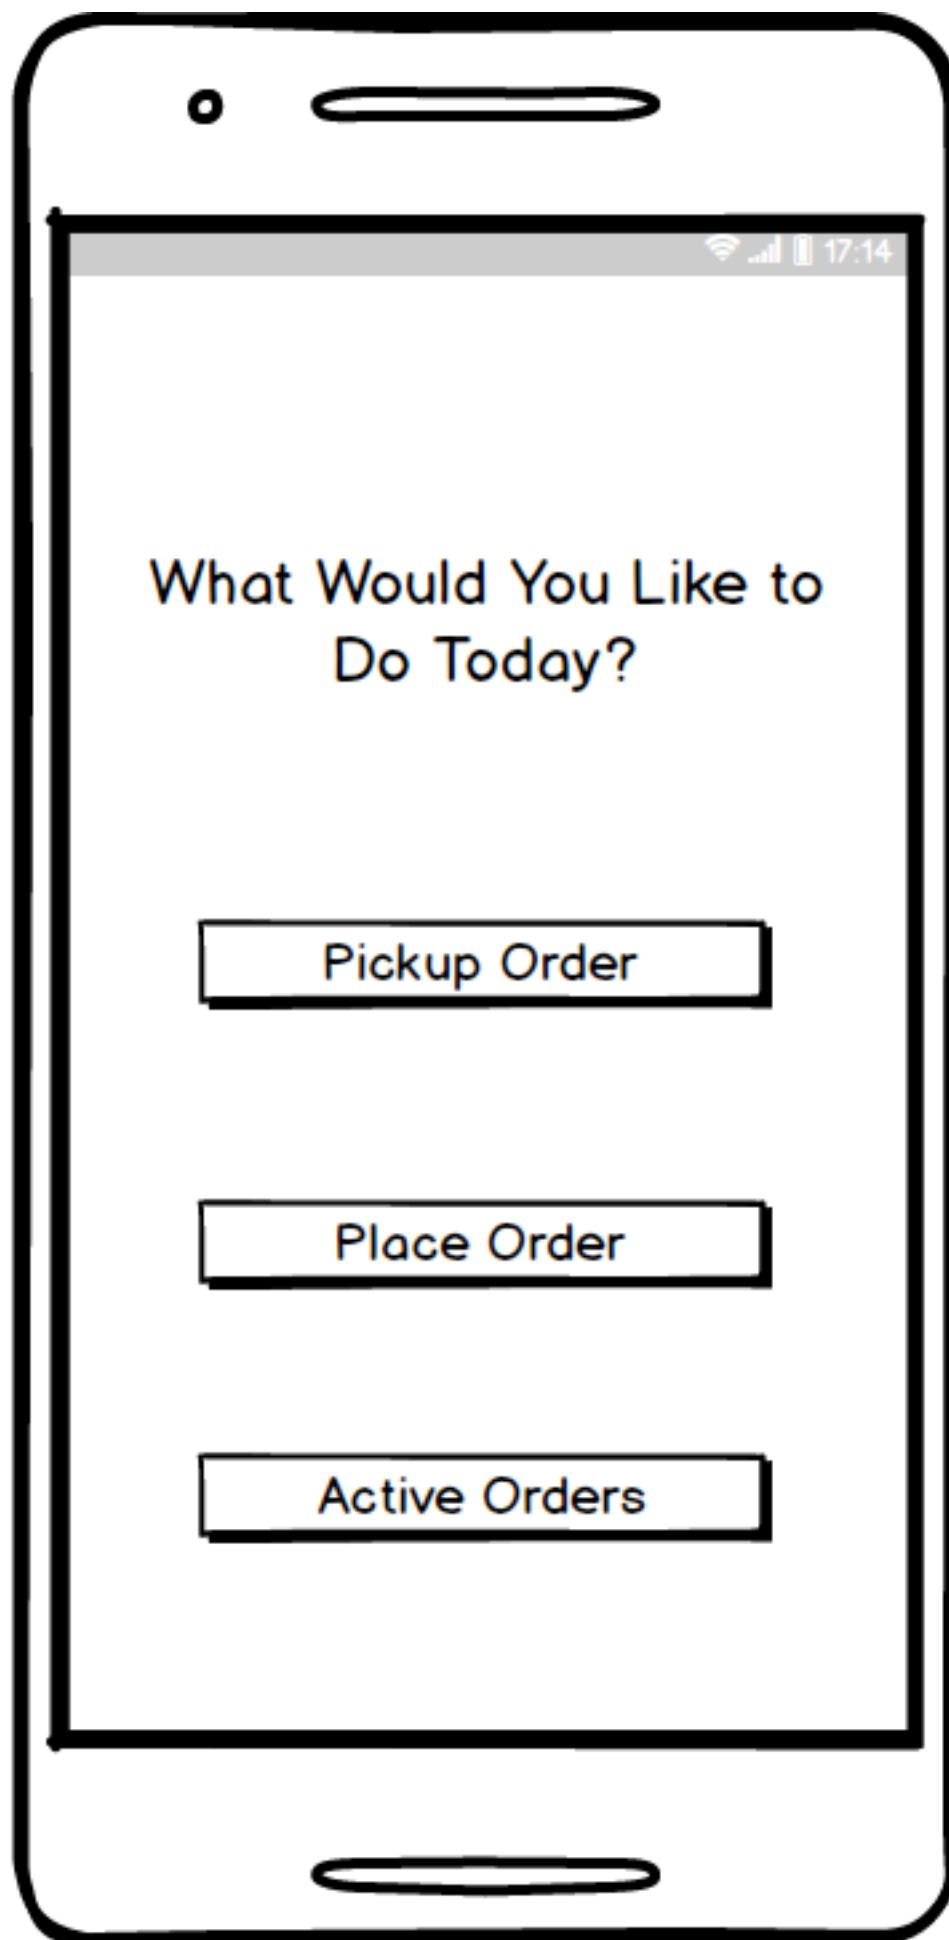 17:14
What Would You Like to
Do Today?
Pickup Order
Place Order
Active Orders